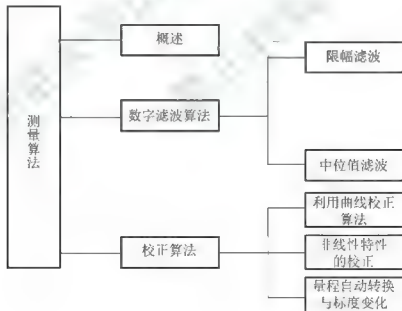 测量算法
概述
数字滤波算法
限幅滤波
中位值滤波
校正算法
利用曲线校正
算法
非线性特性
的校正
量程自动转换
与标度变化